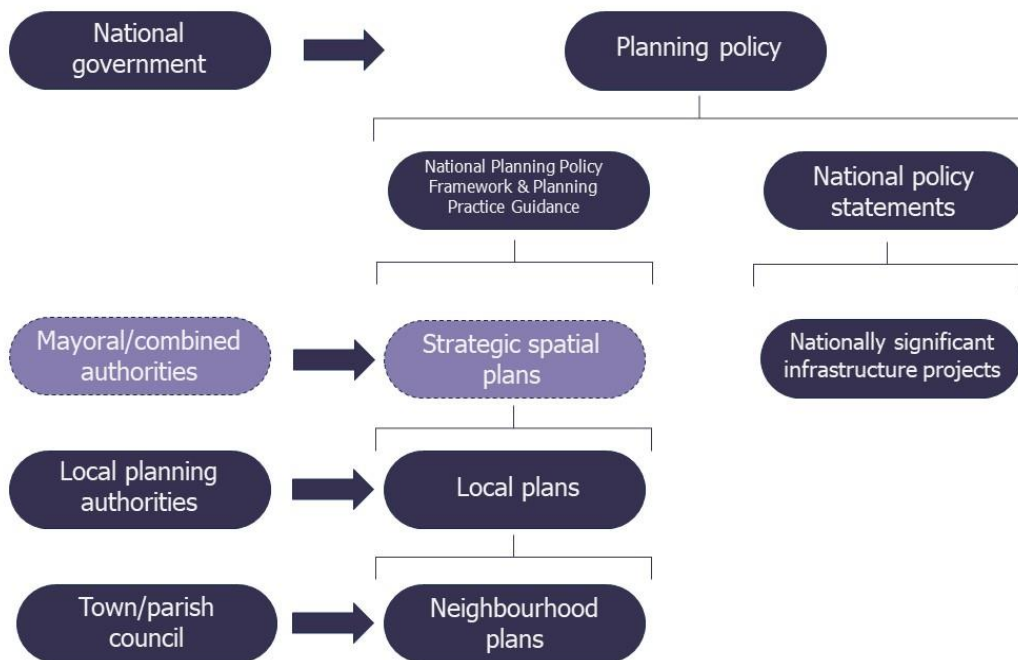 National
government
Planning policy
National Planning Policy
Framework & Planning
Practice Guidance
National policy
statements
Mayoral/combined
authorities
Strategic spatial
plans
Nationally significant
infrastructure projects
Local planning
authorities
Local plans
Town/parish
council
Neighbourhood
plans